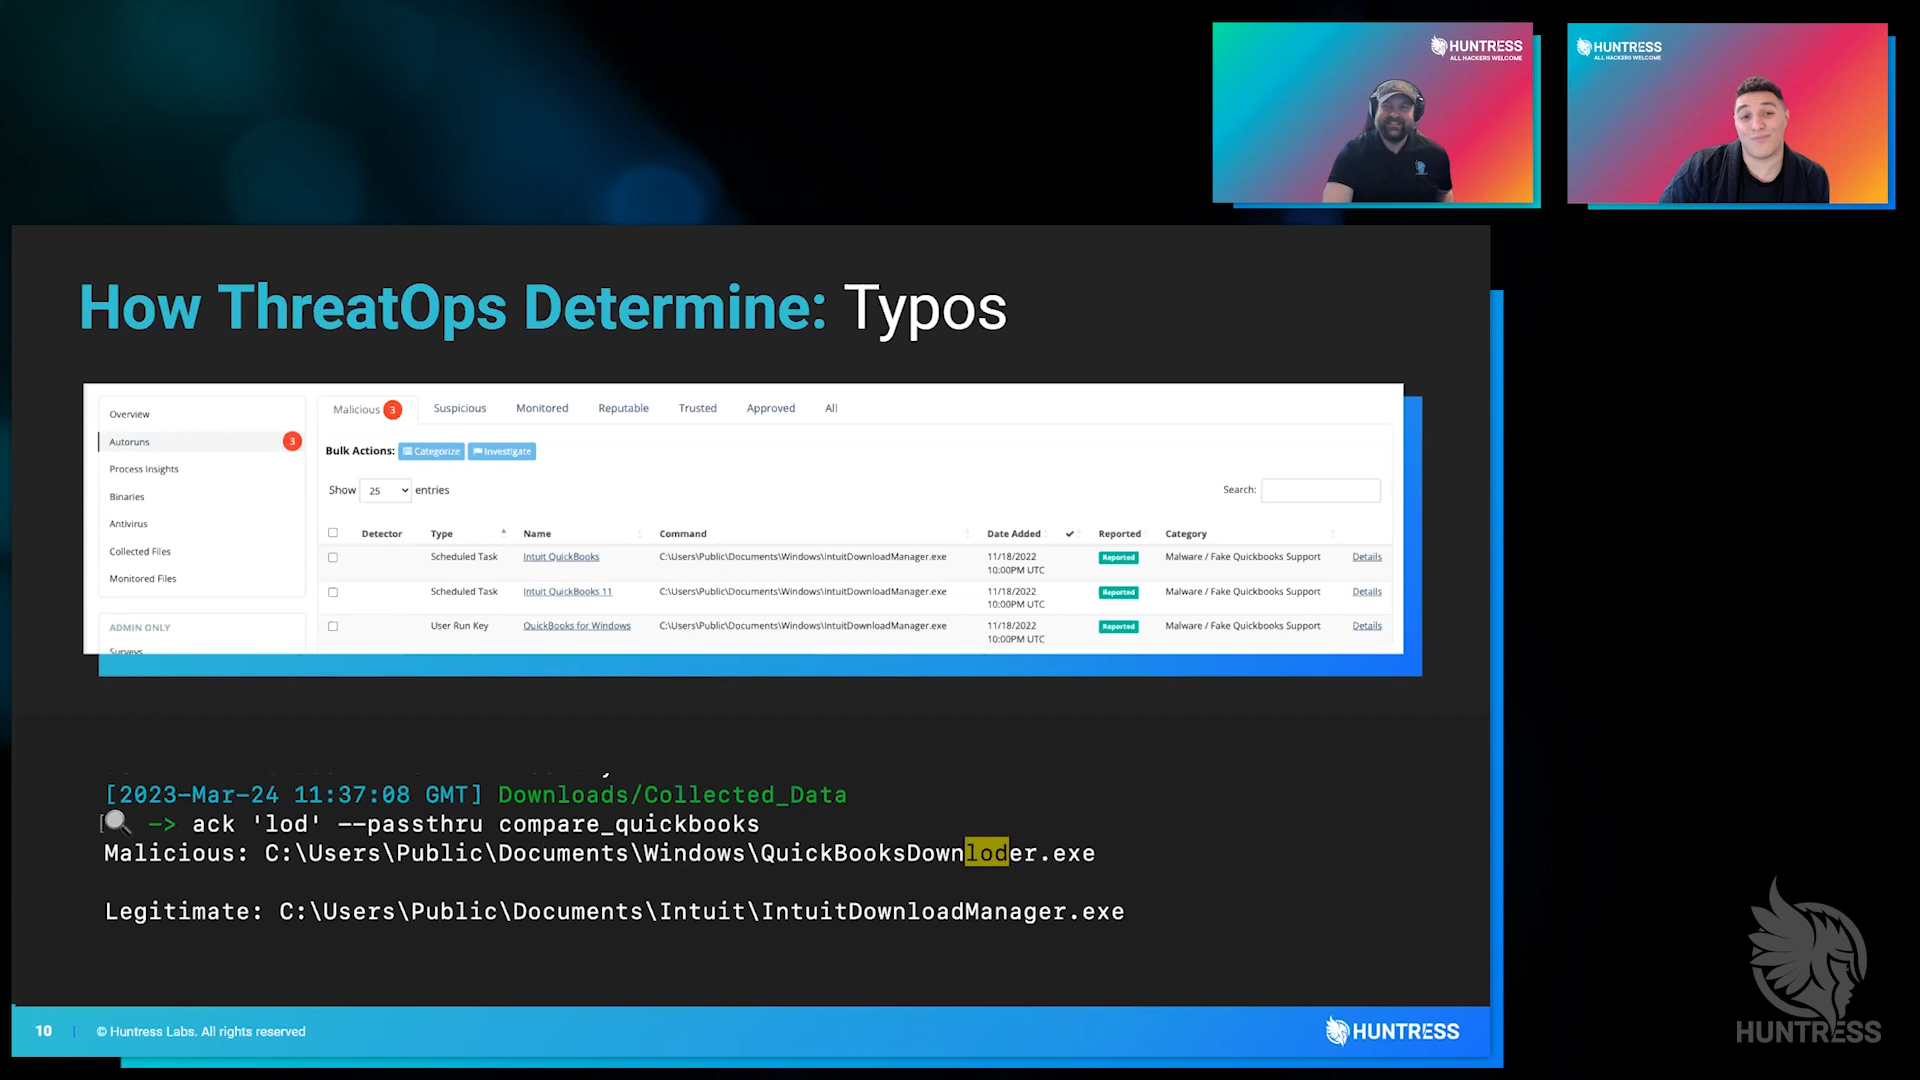 HUNTRESS
ALL HACKERS WELCOME
HUNTRESS
ALL HACKERS WELCOME
How ThreatOps Determine: Typos
Overview
Autoruns 3
Process Insights
Binaries
Antivirus
Collected Files
Monitored Files
ADMIN ONLY
Surveys
Malicious 3 Suspicious Monitored Reputable Trusted Approved All
Bulk Actions: Categorize Investigate
Show 25 entries Search:
Detector Type Name Command Date Added Reported Category
Scheduled Task Intuit QuickBooks C:\Users\Public\Documents\Windows\IntuitDownloadManager.exe 11/18/2022 10:00PM UTC Reported Malware / Fake Quickbooks Support Details
Scheduled Task Intuit QuickBooks 11 C:\Users\Public\Documents\Windows\IntuitDownloadManager.exe 11/18/2022 10:00PM UTC Reported Malware / Fake Quickbooks Support Details
User Run Key QuickBooks for Windows C:\Users\Public\Documents\Windows\IntuitDownloadManager.exe 11/18/2022 10:00PM UTC Reported Malware / Fake Quickbooks Support Details
[2023-Mar-24 11:37:08 GMT] Downloads/Collected_Data
-> ack 'lod' --passthru compare_quickbooks
Malicious: C:\Users\Public\Documents\Windows\QuickBooksDownloder.exe
Legitimate: C:\Users\Public\Documents\Intuit\IntuitDownloadManager.exe
10 | © Huntress Labs. All rights reserved
HUNTRESS
HUNTRESS